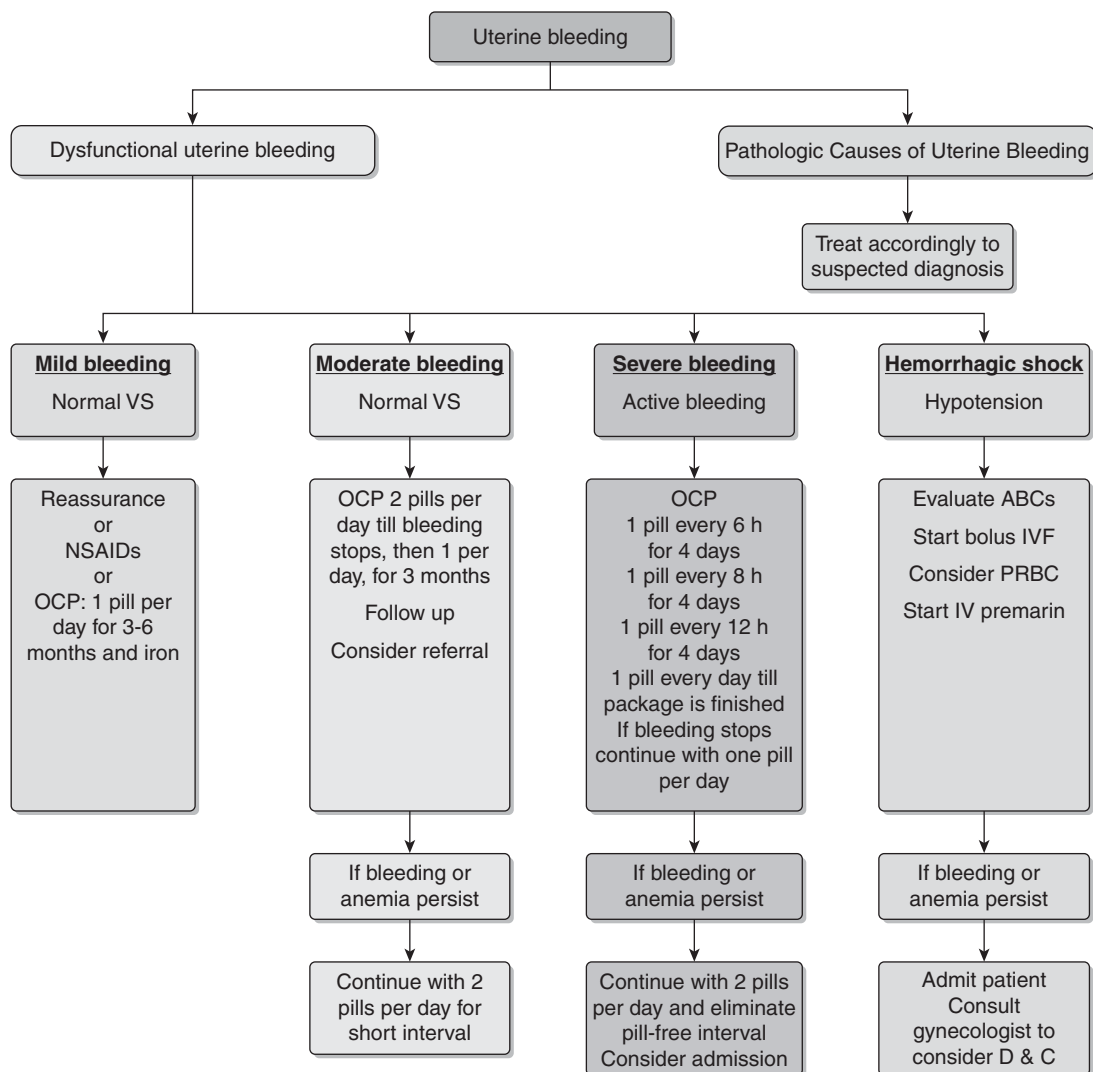 Uterine bleeding
Dysfunctional uterine bleeding
Pathologic Causes of Uterine Bleeding
Treat accordingly to
suspected diagnosis
Mild bleeding
Normal VS
Moderate bleeding
Normal VS
Severe bleeding
Active bleeding
Hemorrhagic shock
Hypotension
Reassurance
or
NSAIDs
or
OCP: 1 pill per
day for 3-6
months and iron
OCP 2 pills per
day till bleeding
stops, then 1 per
day, for 3 months
Follow up
Consider referral
OCP
1 pill every 6 h
for 4 days
1 pill every 8 h
for 4 days
1 pill every 12 h
for 4 days
1 pill every day till
package is finished
If bleeding stops
continue with one pill
per day
Evaluate ABCs
Start bolus IVF
Consider PRBC
Start IV premarin
If bleeding or
anemia persist
If bleeding or
anemia persist
If bleeding or
anemia persist
Continue with 2
pills per day for
short interval
Continue with 2 pills
per day and eliminate
pill-free interval
Consider admission
Admit patient
Consult
gynecologist to
consider D & C